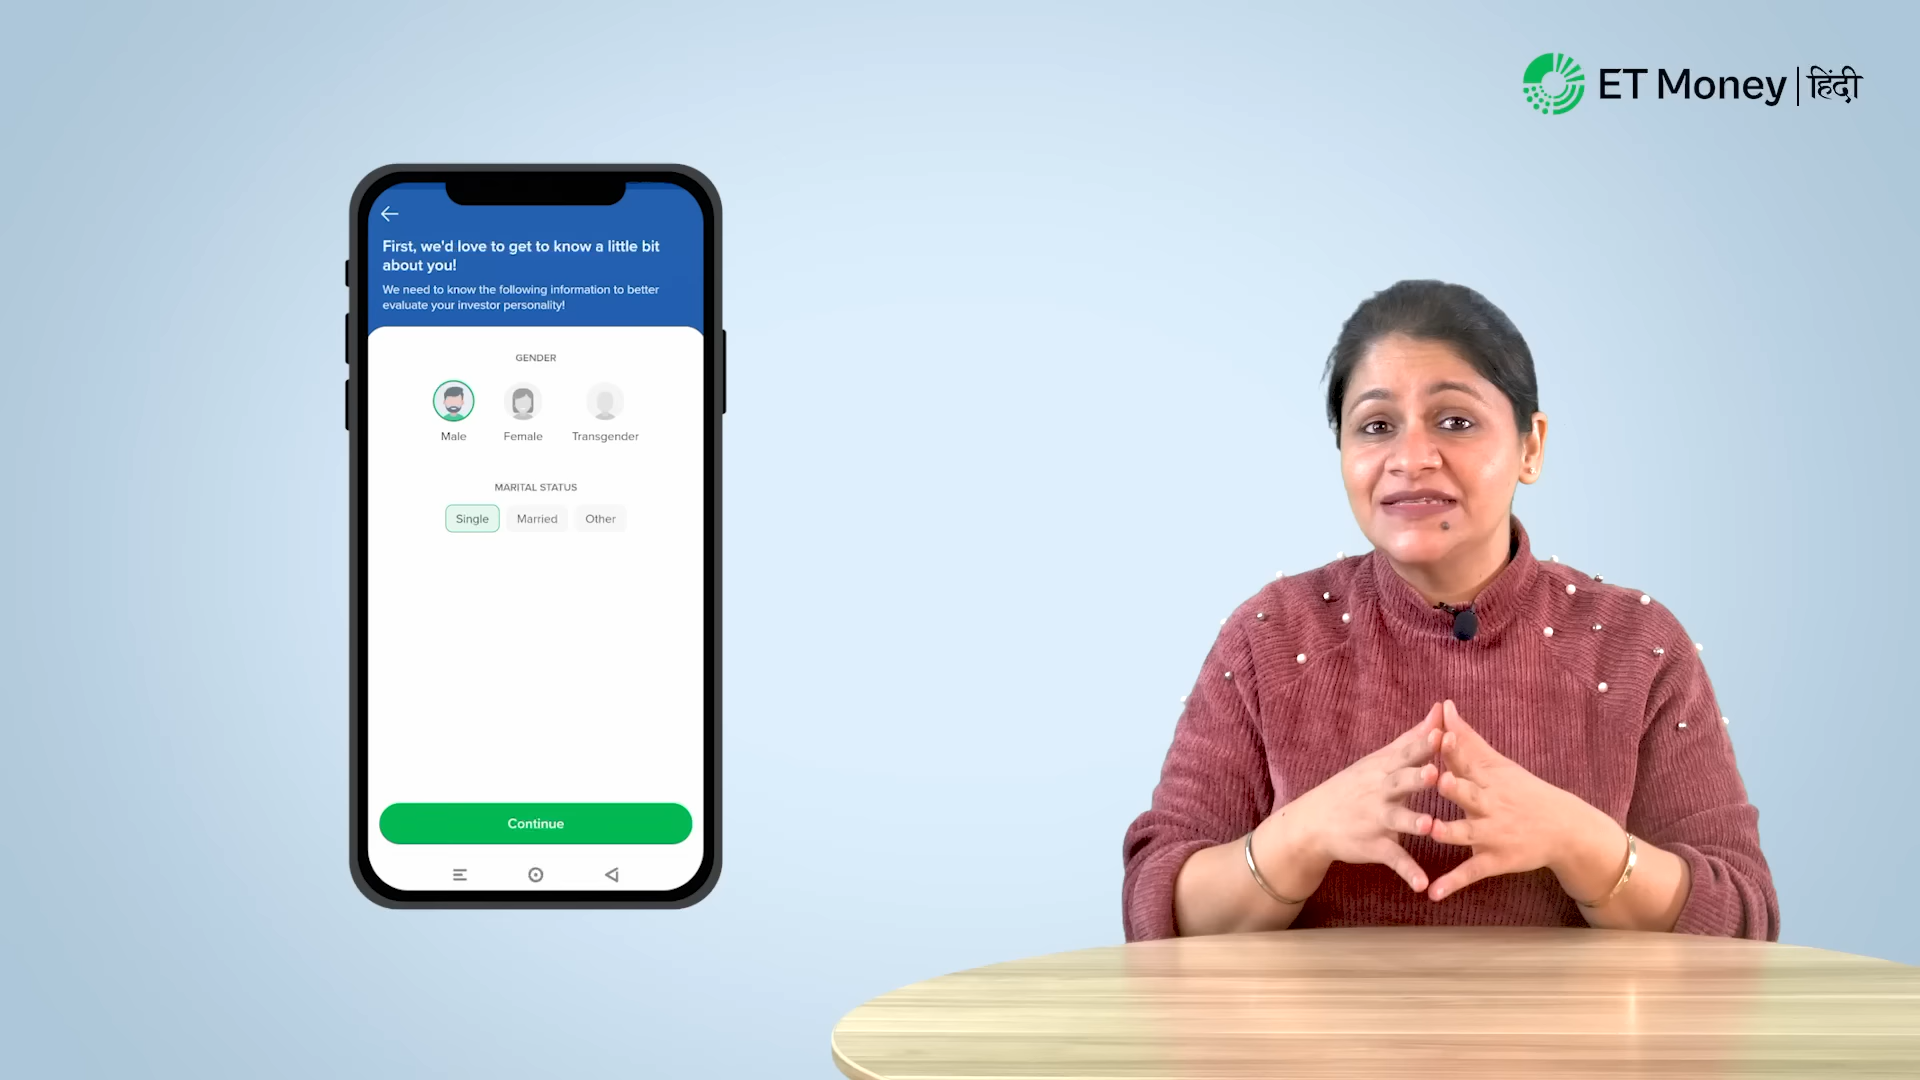 ET Money | हिंदी
First, we'd love to get to know a little bit
about you!
We need to know the following information to better
evaluate your investor personality!
GENDER
Male Female Transgender
MARITAL STATUS
Single Married Other
Continue